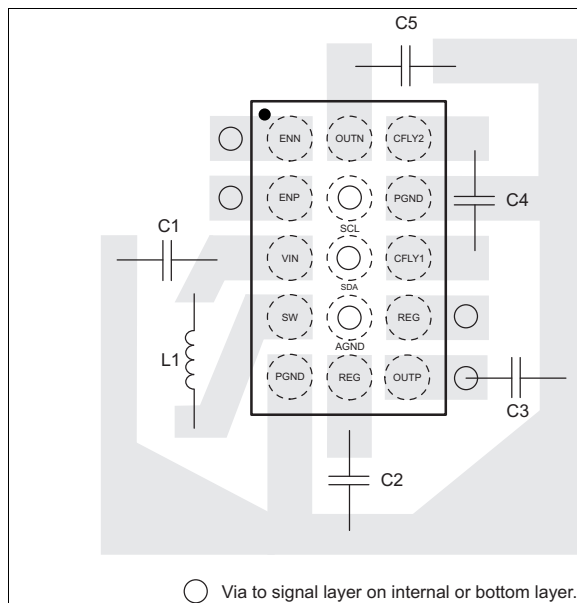 C5
ENN OUTN CFLY2
ENP PGND C4
SCL
C1
VIN CFLY1
SDA
SW REG
AGND
L1
PGND REG OUTP
C3
C2
Via to signal layer on internal or bottom layer.